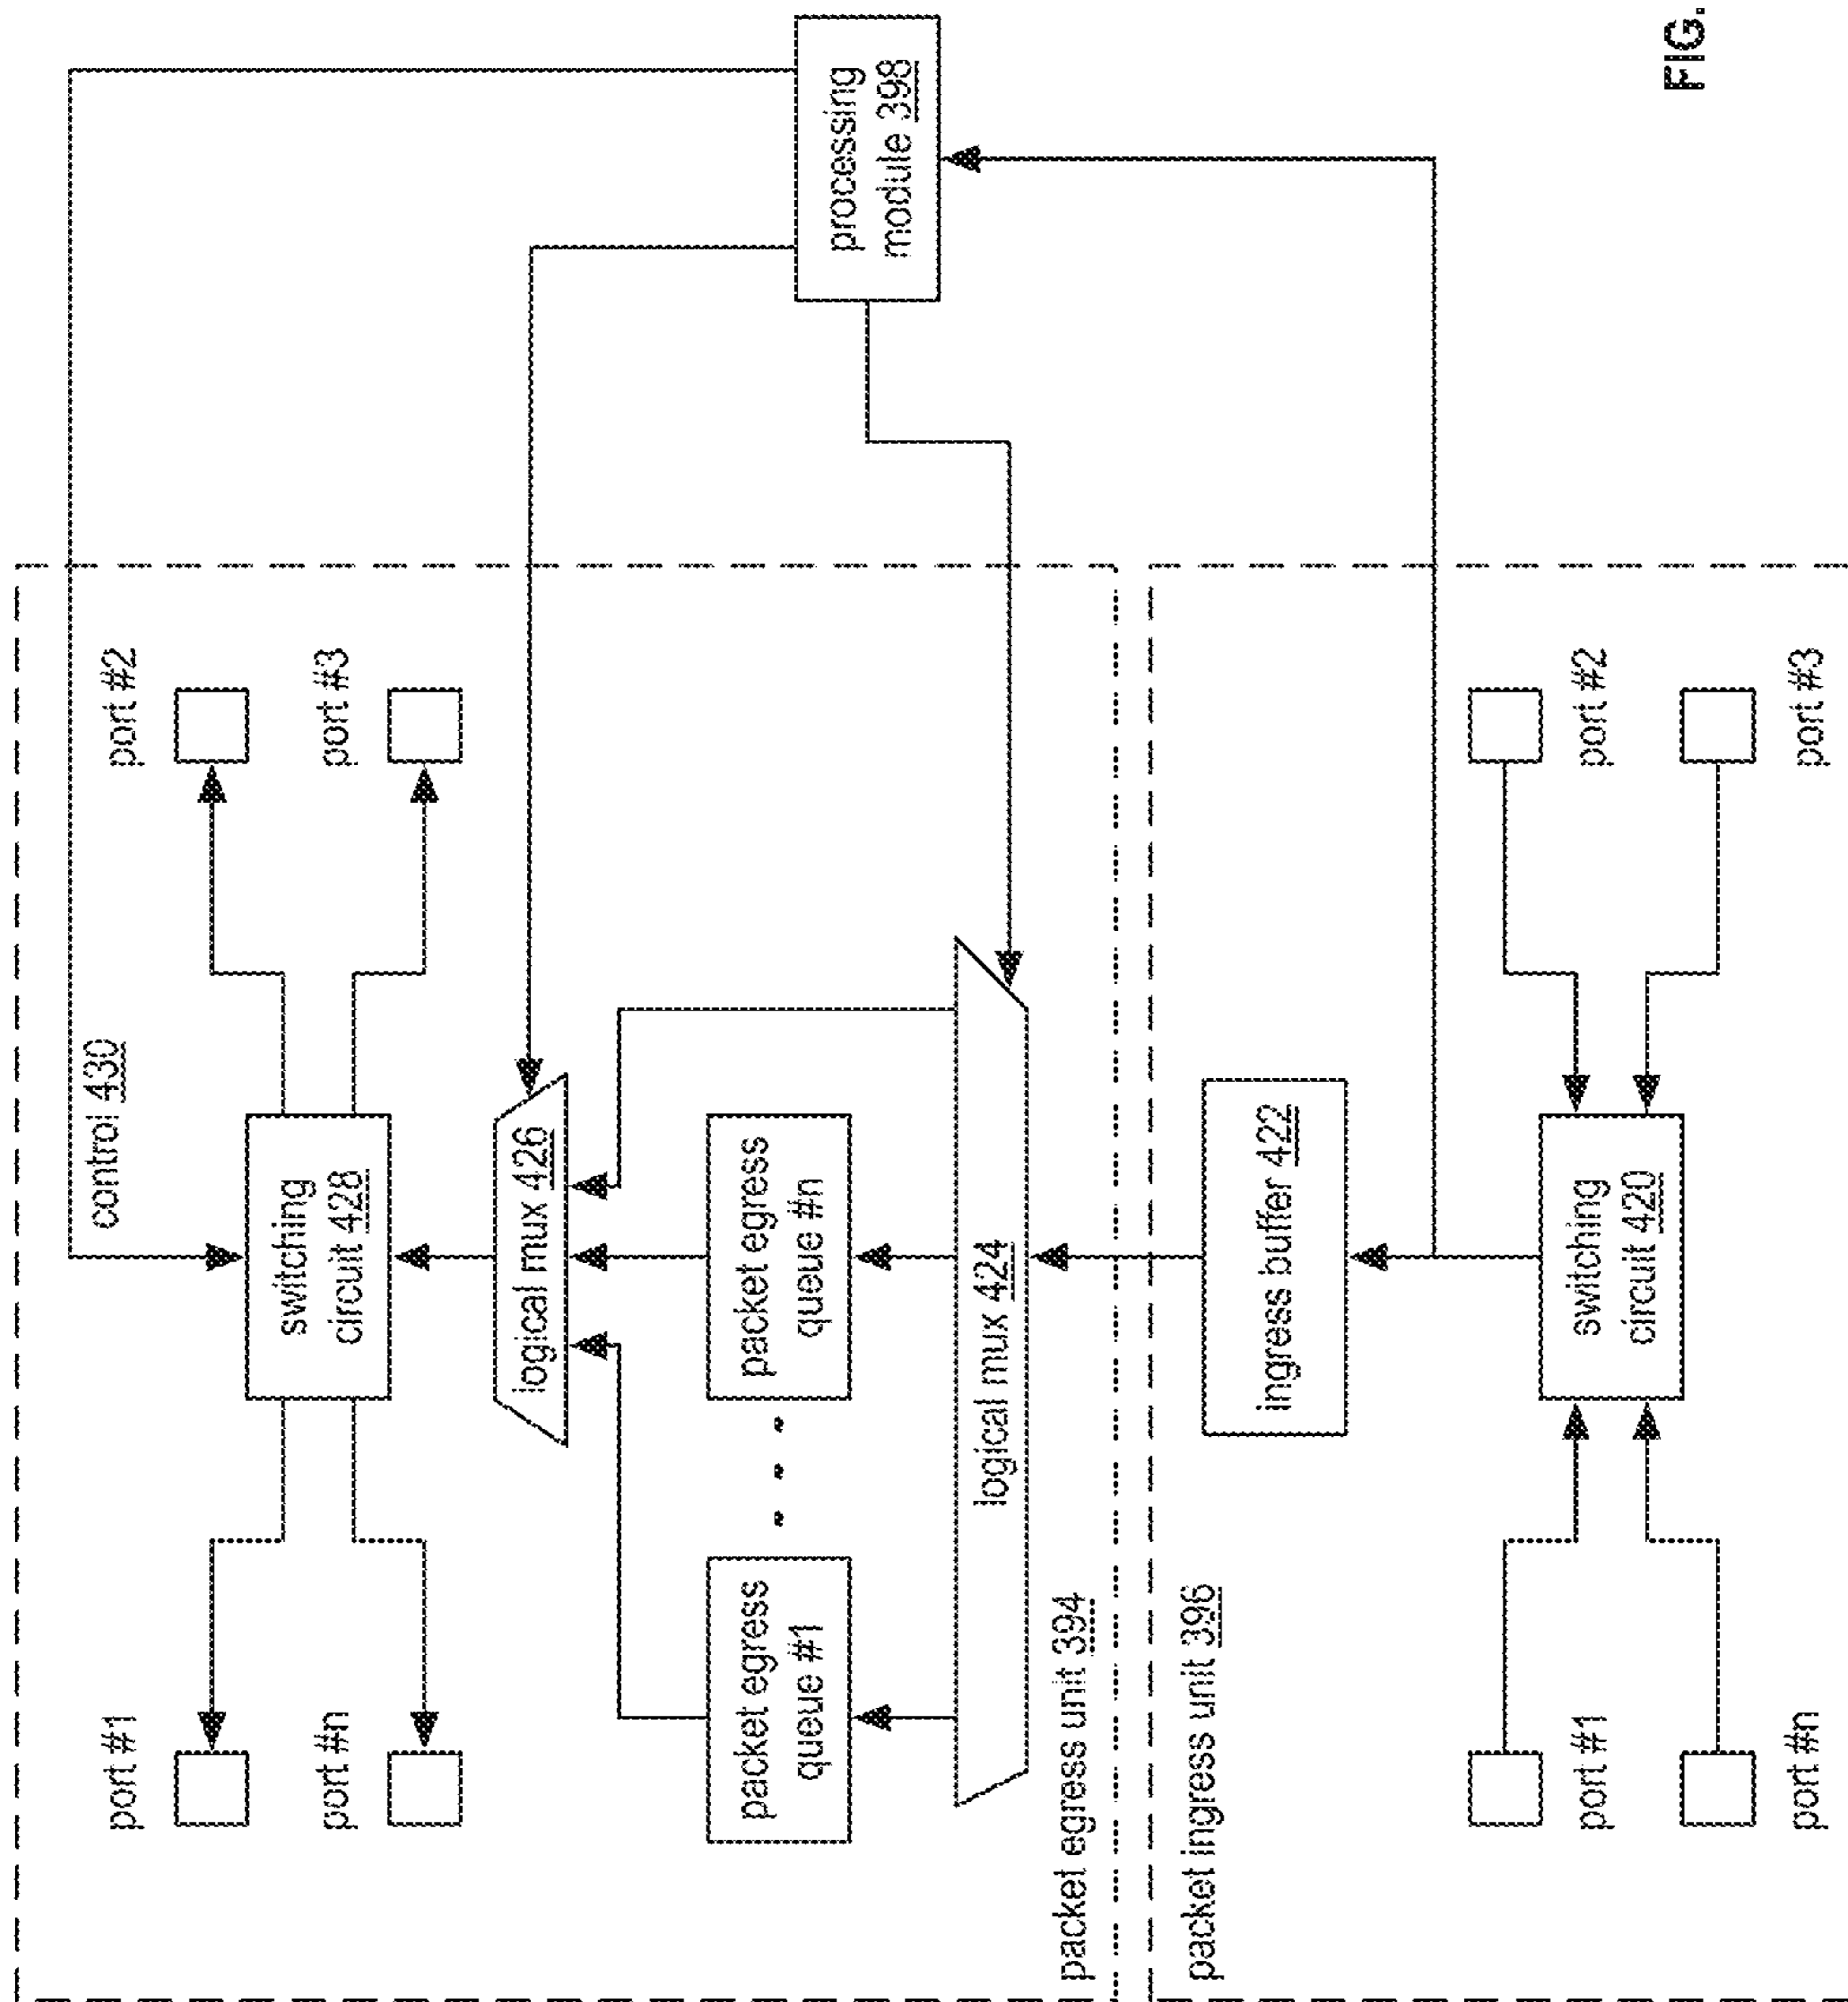 port #1
port #n
control 430
port #2
port #3
switching
circuit 428
logical mux 426
packet egress
queue #1
packet egress
queue #n
logical mux 424
packet egress unit 394
packet ingress unit 396
ingress buffer 422
switching
circuit 420
port #1
port #n
port #2
port #3
processing
module 398
FIG.